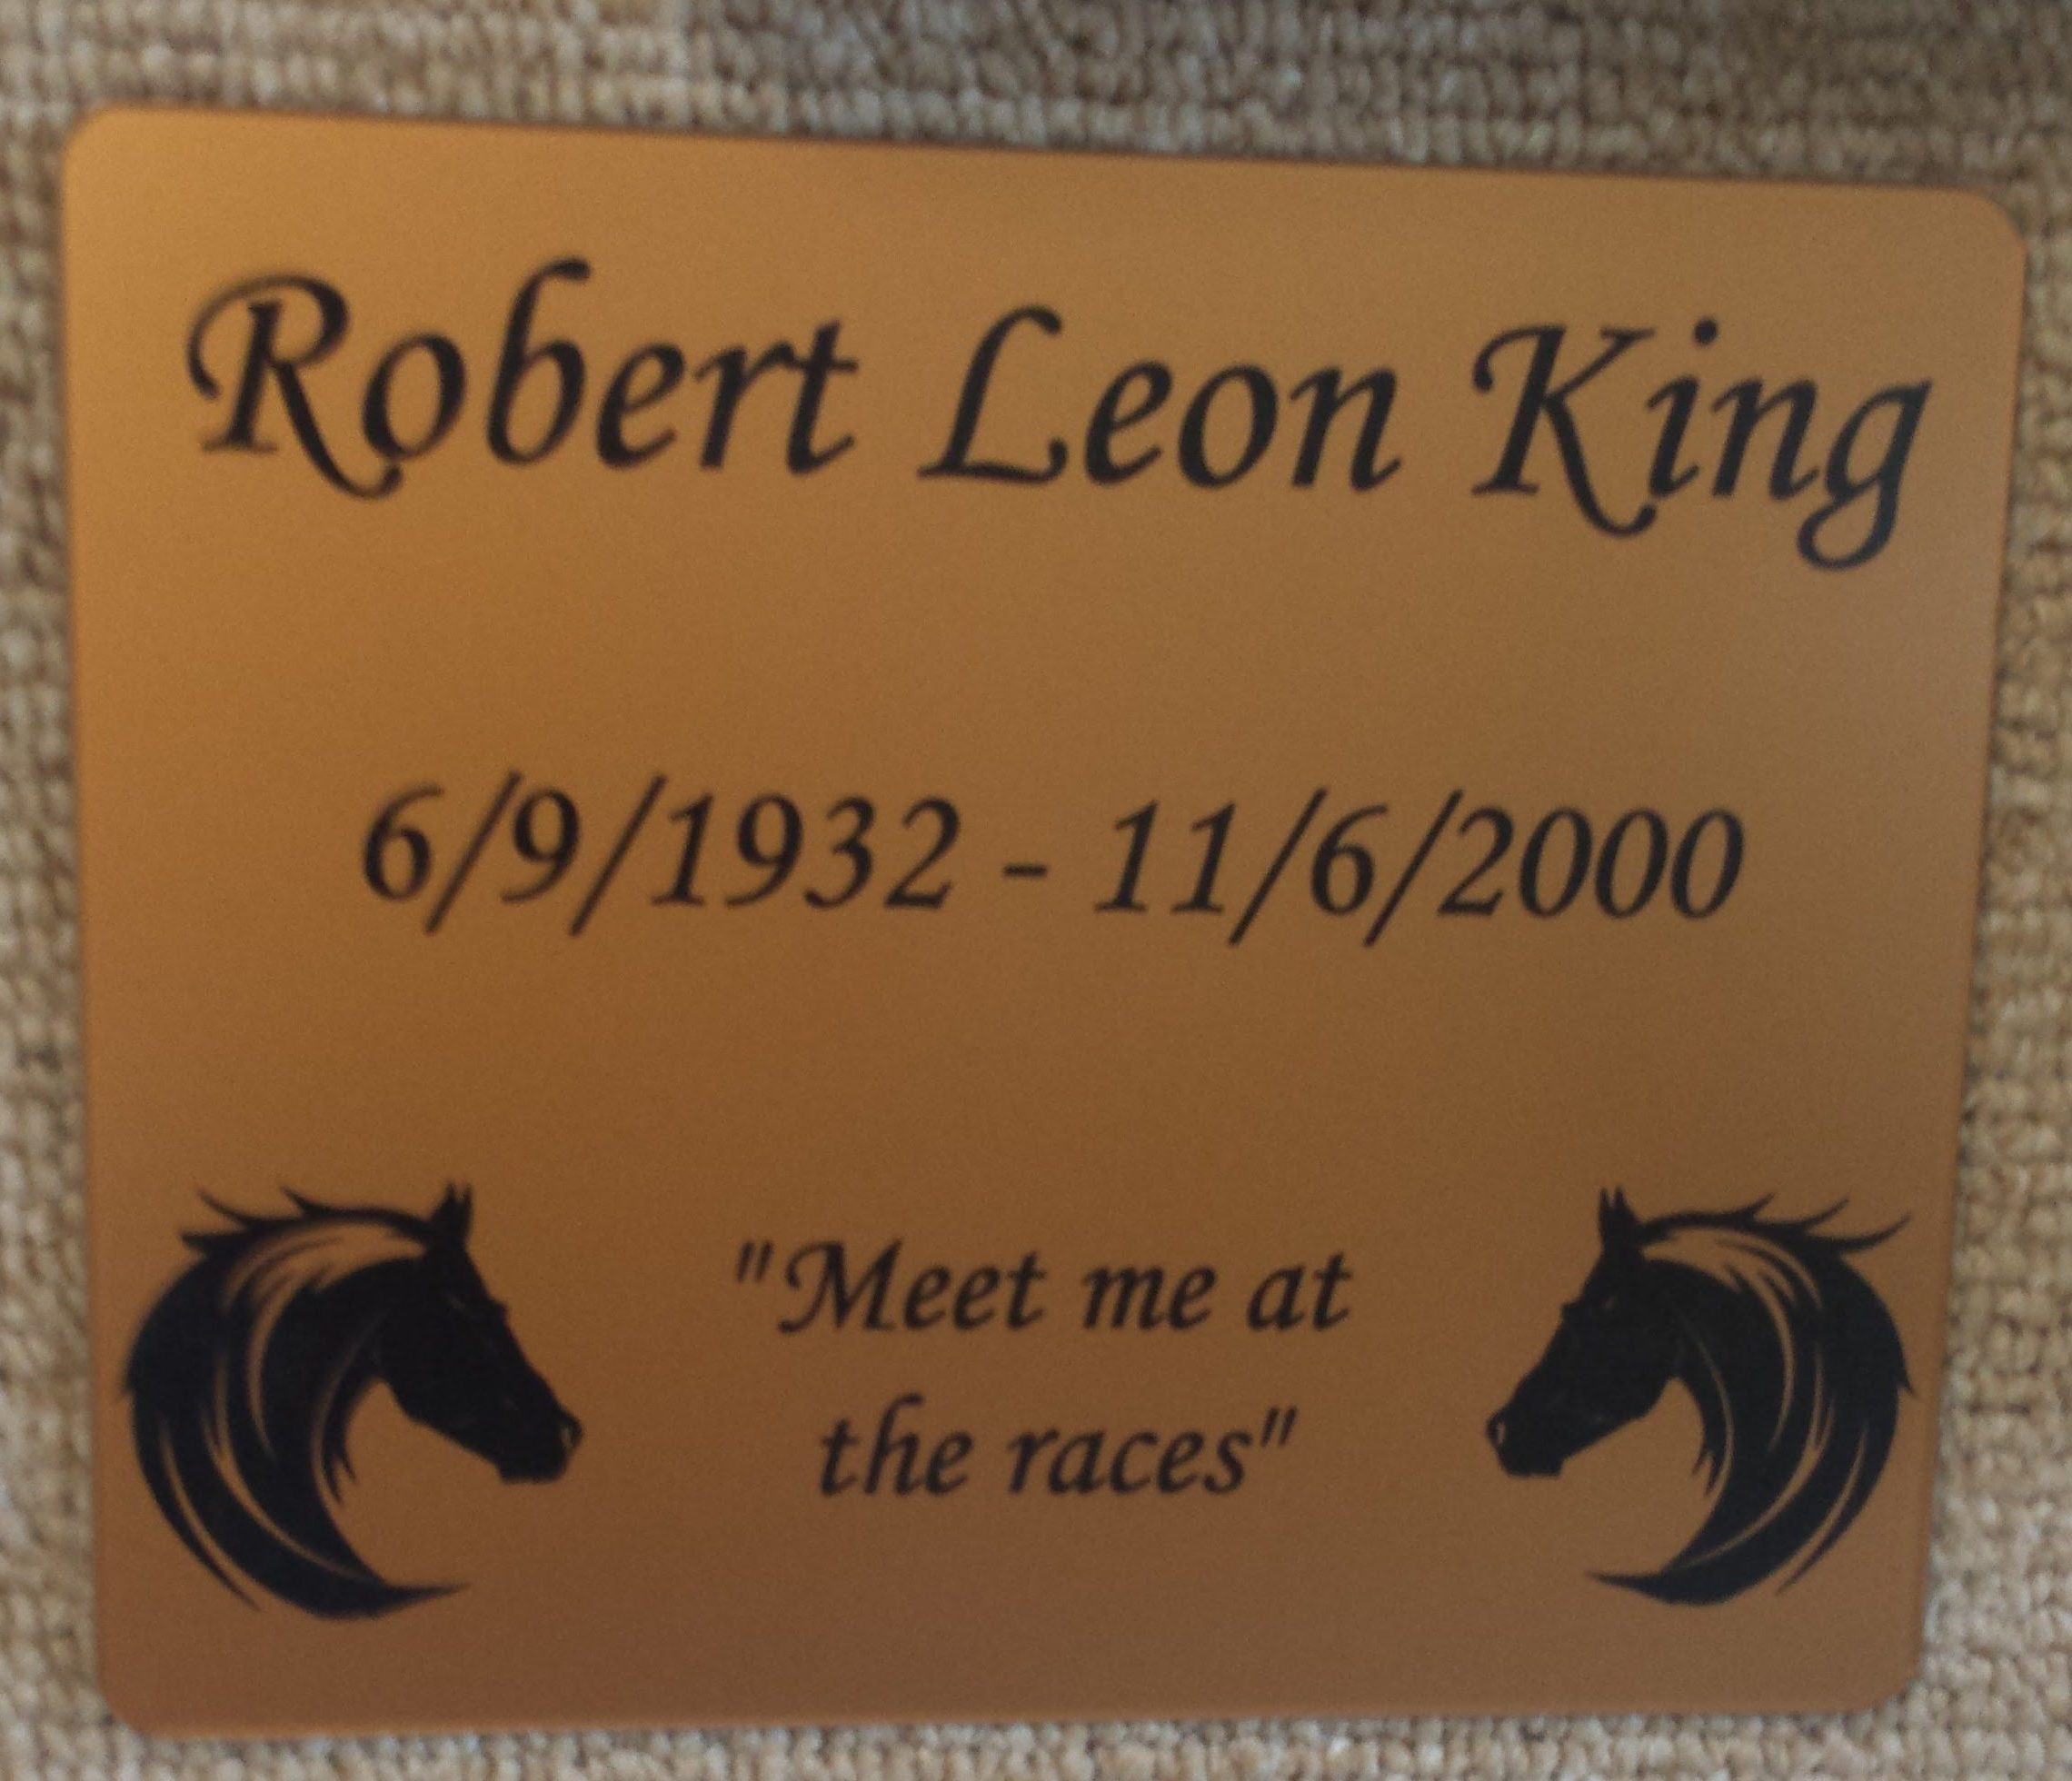 Robert Leon King
6/9/1932 - 11/6/2000
"Meet me at
the races"